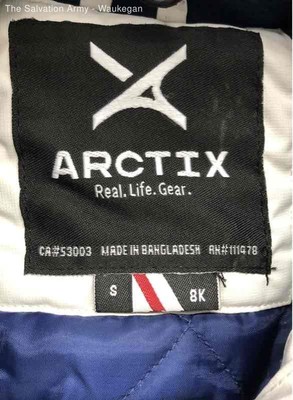 The Salvation Army - Waukegan
ARCTIX
Real. Life. Gear.
CA#53003 MADE IN BANGLADESH RN#111478
S 8K